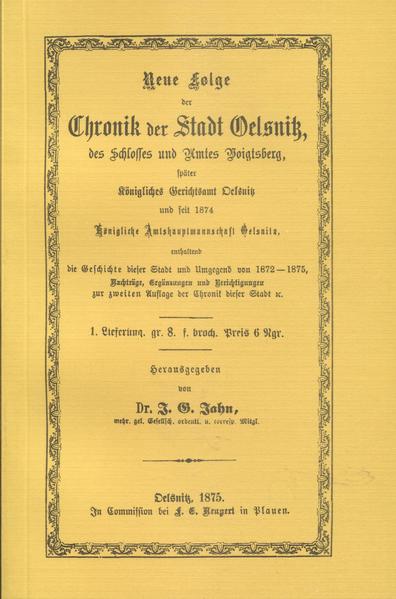 Neue Folge
der
Chronik der Stadt Oelsnitz,
des Schlosses und Amtes Voigtsberg,
später
Königliches Gerichtsamt Oelsnitz
und seit 1874
Königliche Amtshauptmannschaft Oelsnitz,
enthaltend
die Geschichte dieser Stadt und Umgegend von 1872—1875,
Nachträge, Ergänzungen und Berichtigungen
zur zweiten Auflage der Chronik dieser Stadt ꝛc.
1. Lieferung. gr. 8. f. broch. Preis 6 Ngr.
Herausgegeben
von
Dr. J. G. Jahn,
mehr. gel. Gesellsch. ordentl. u. corresp. Mitgl.
Oelsnitz, 1875.
In Commission bei F. E. Neupert in Plauen.